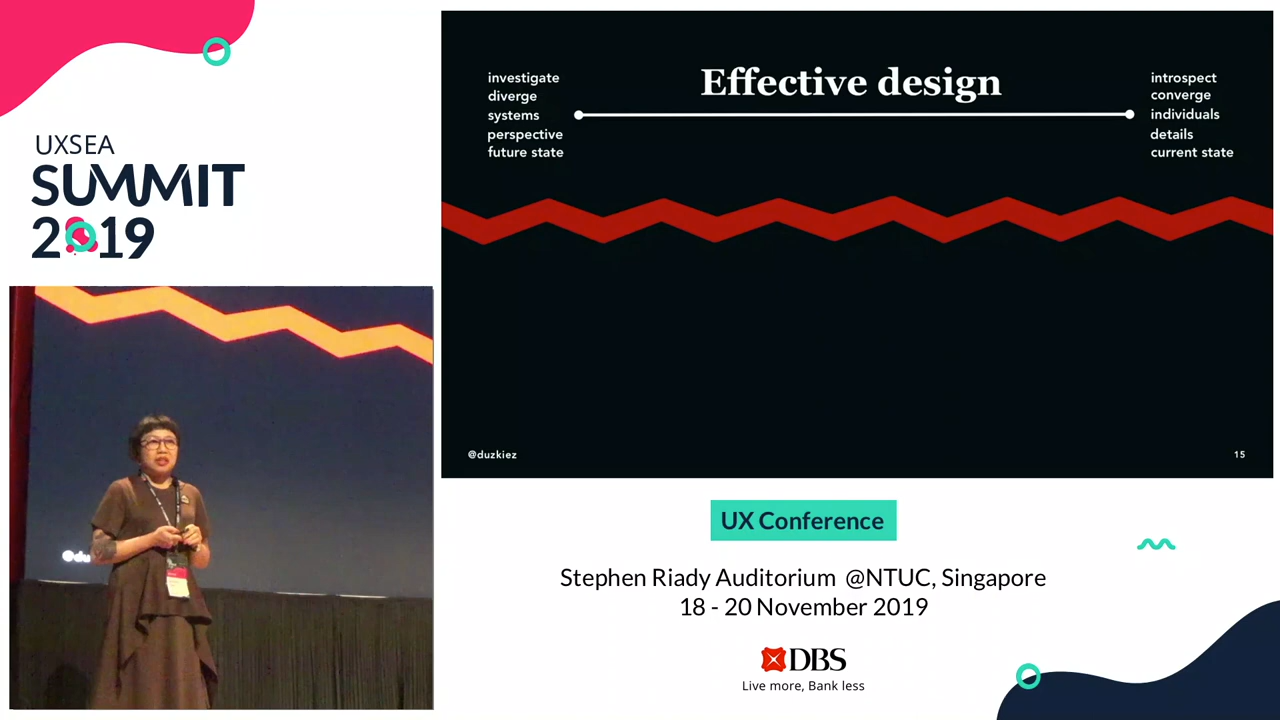 UXSEA
SUMMIT
2019
Effective design
investigate
diverge
systems
perspective
future state
introspect
converge
individuals
details
current state
@duzkiez
15
@du
UX Conference
Stephen Riady Auditorium @NTUC, Singapore
18 - 20 November 2019
DBS
Live more, Bank less